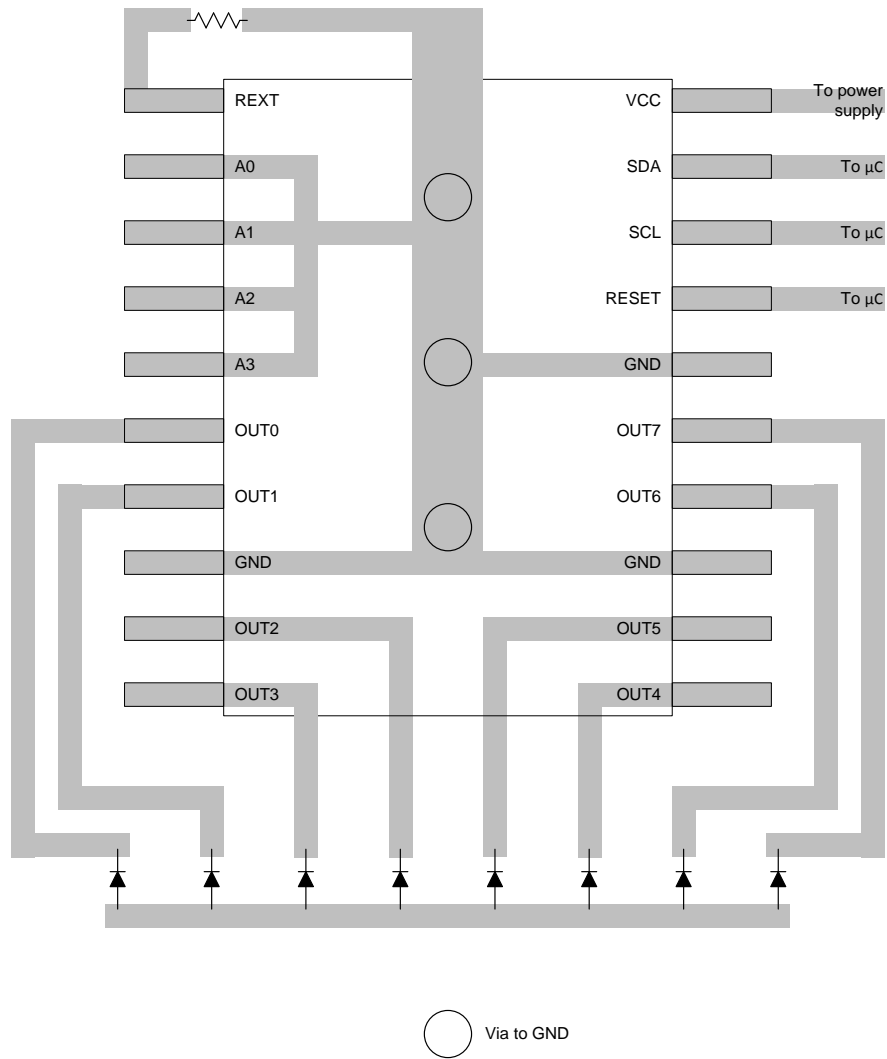 REXT
VCC
To power
supply
A0
SDA
To μC
A1
SCL
To μC
A2
RESET
To μC
A3
GND
OUT0
OUT7
OUT1
OUT6
GND
GND
OUT2
OUT5
OUT3
OUT4
Via to GND